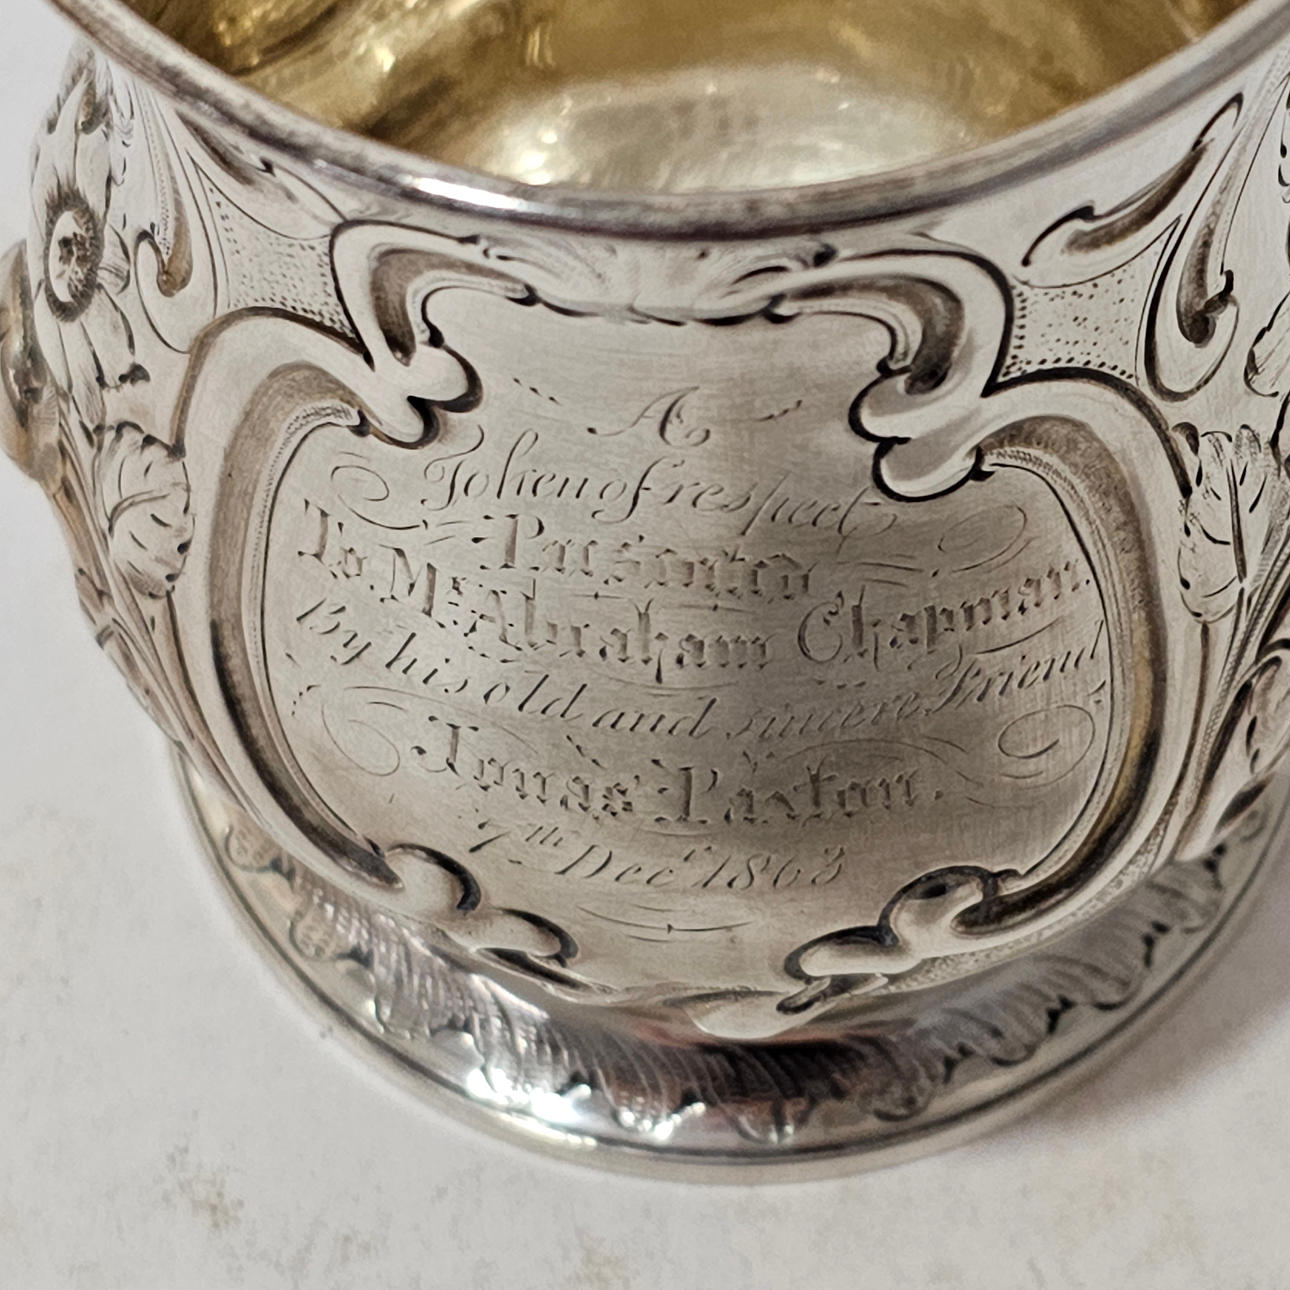 A
Token of respect
Presented
To Mr Abraham Chapman.
By his old and sincere Friend
Jonas Paxton.
7th Decr 1863